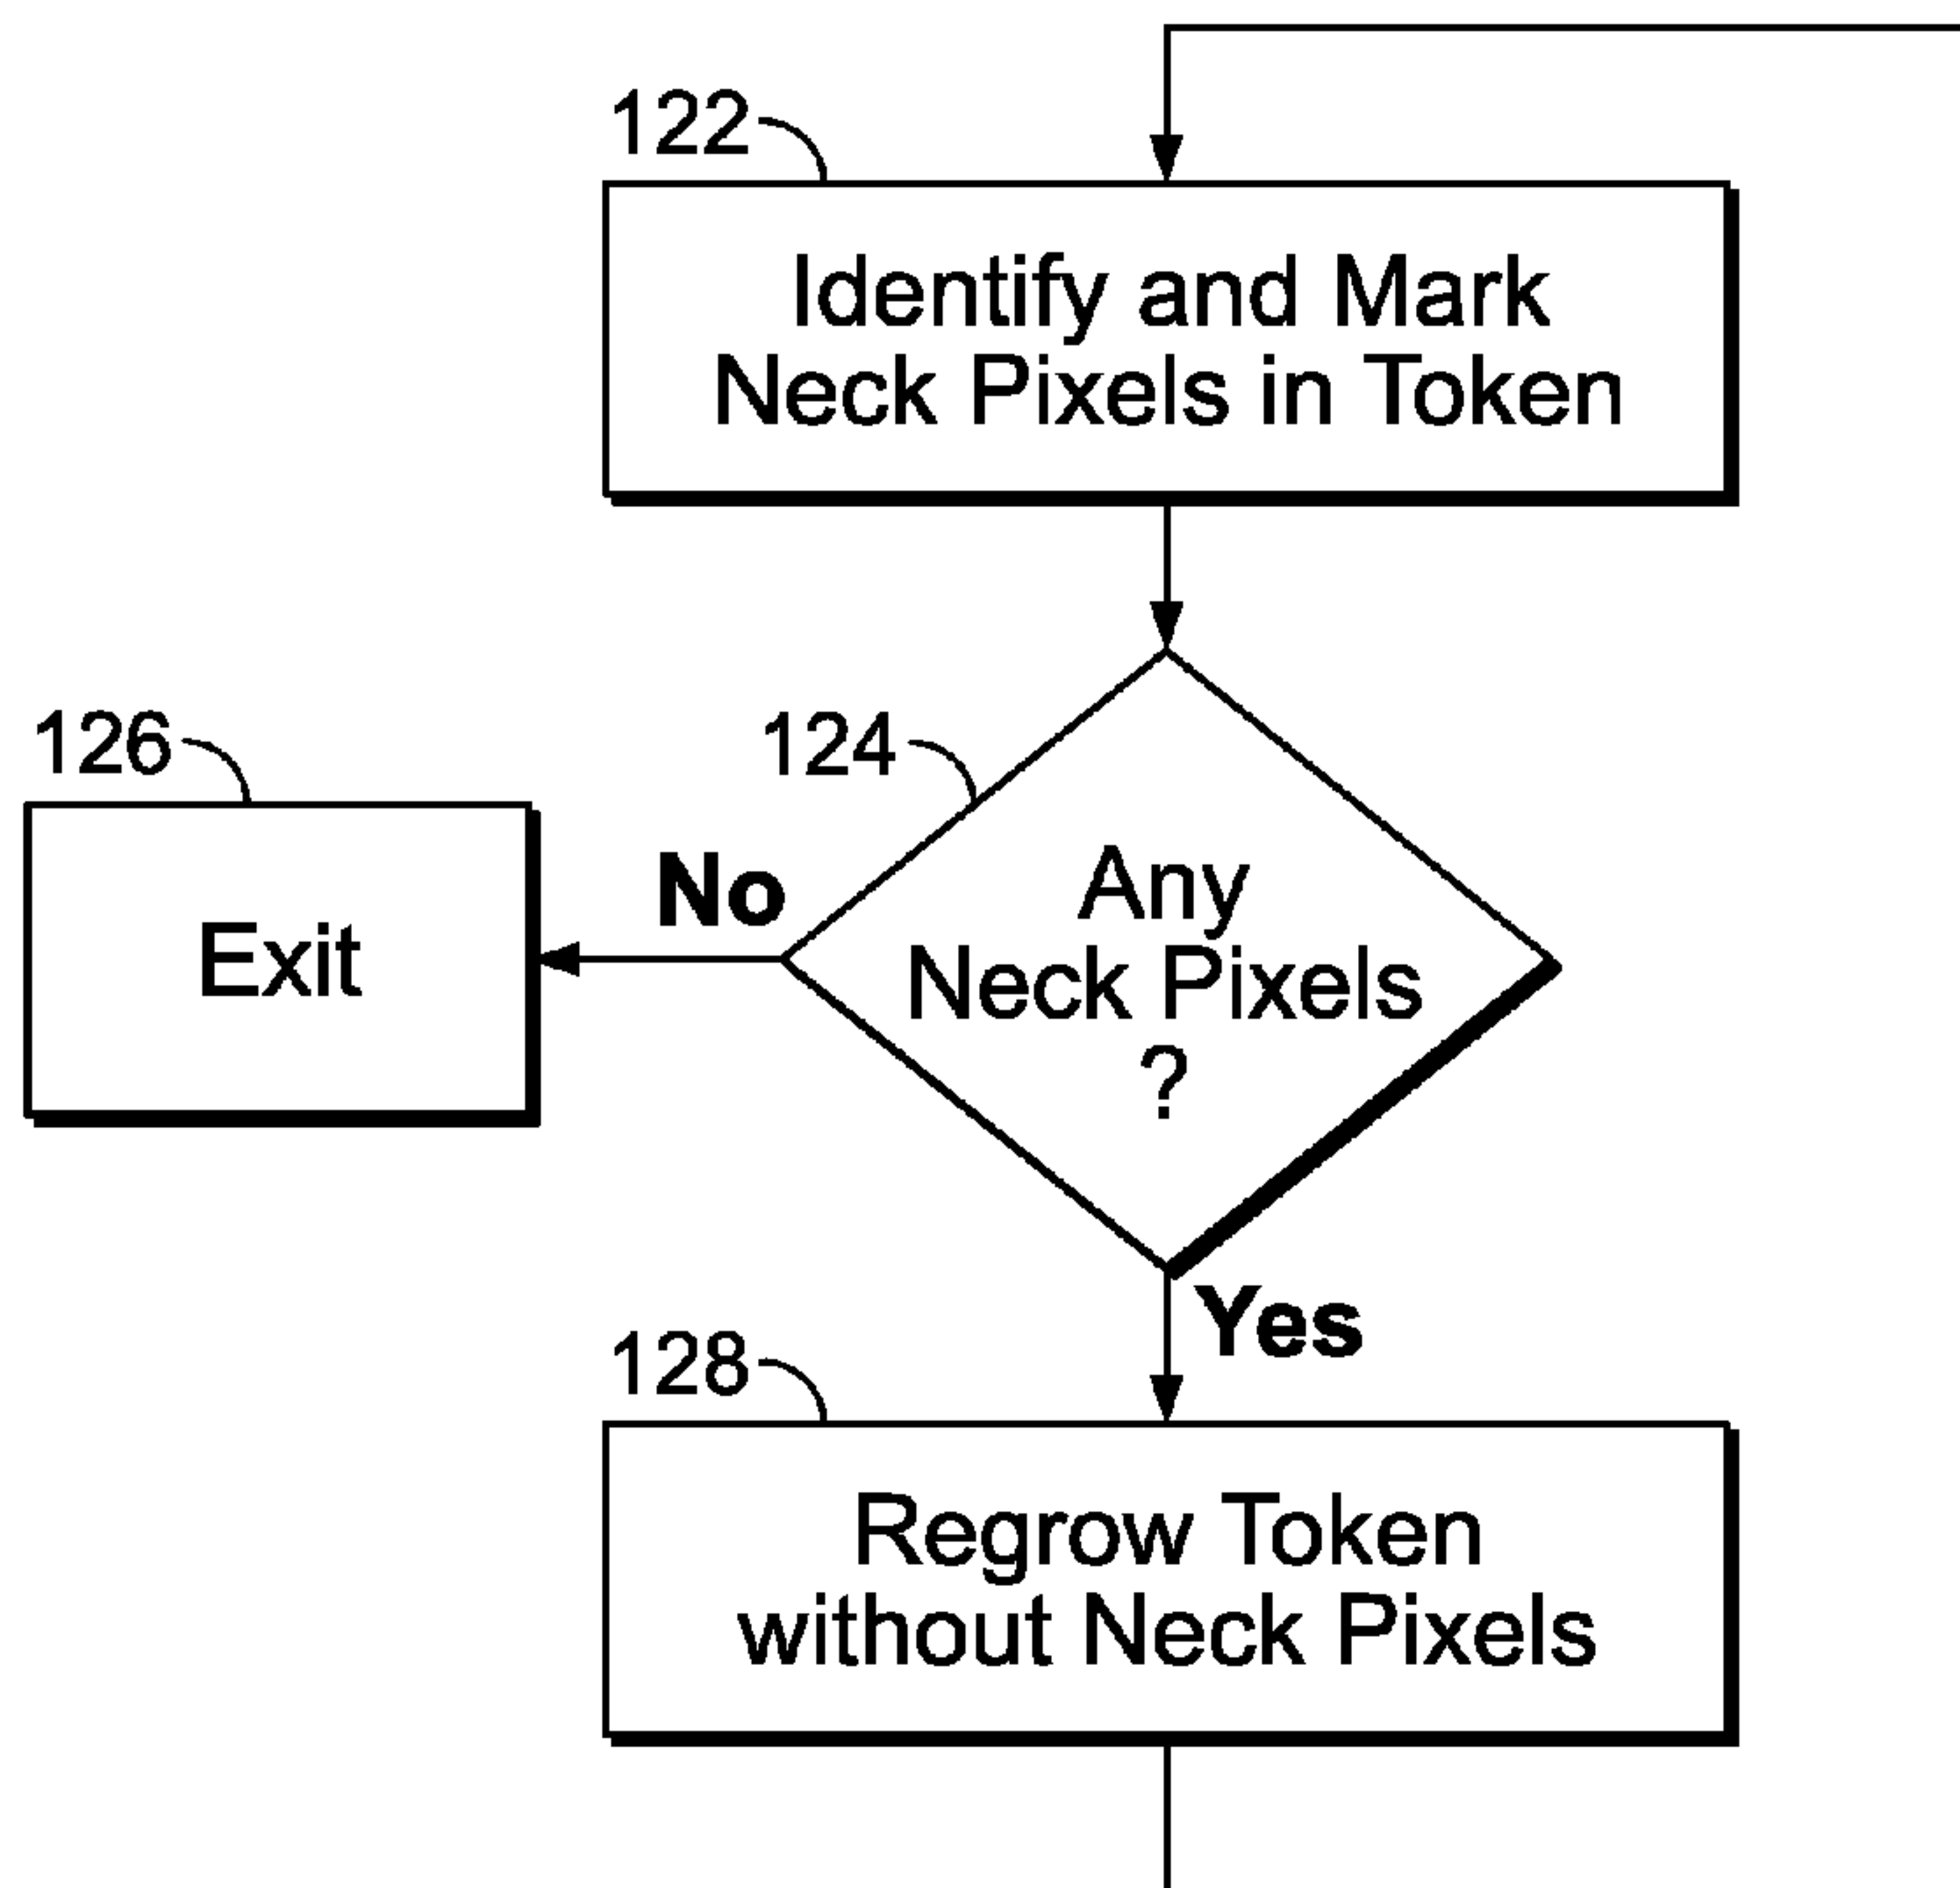 122
Identify and Mark
Neck Pixels in Token
124
Any
Neck Pixels
?
126
Exit
No
Yes
128
Regrow Token
without Neck Pixels